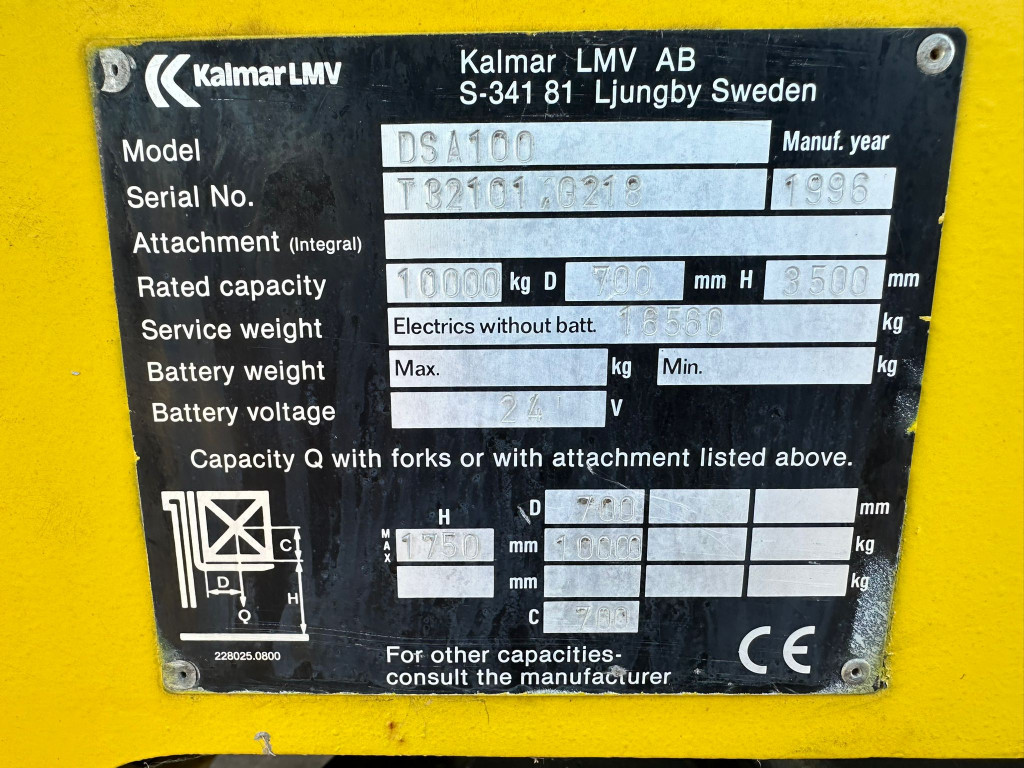 KalmarLMV
Kalmar LMV AB
S-341 81 Ljungby Sweden
Model DSA100 Manuf. year
Serial No. 1996
Attachment (Integral)
Rated capacity 10000 kg D 700 mm H 3500 mm
Service weight Electrics without batt. 16560 kg
Battery weight Max. kg Min. kg
Battery voltage 24 V
Capacity Q with forks or with attachment listed above.
H D 700 mm
MAX 1750 mm 10000 kg
mm kg
C 700
C
D
H
Q
228025.0800
For other capacities-
consult the manufacturer
CE